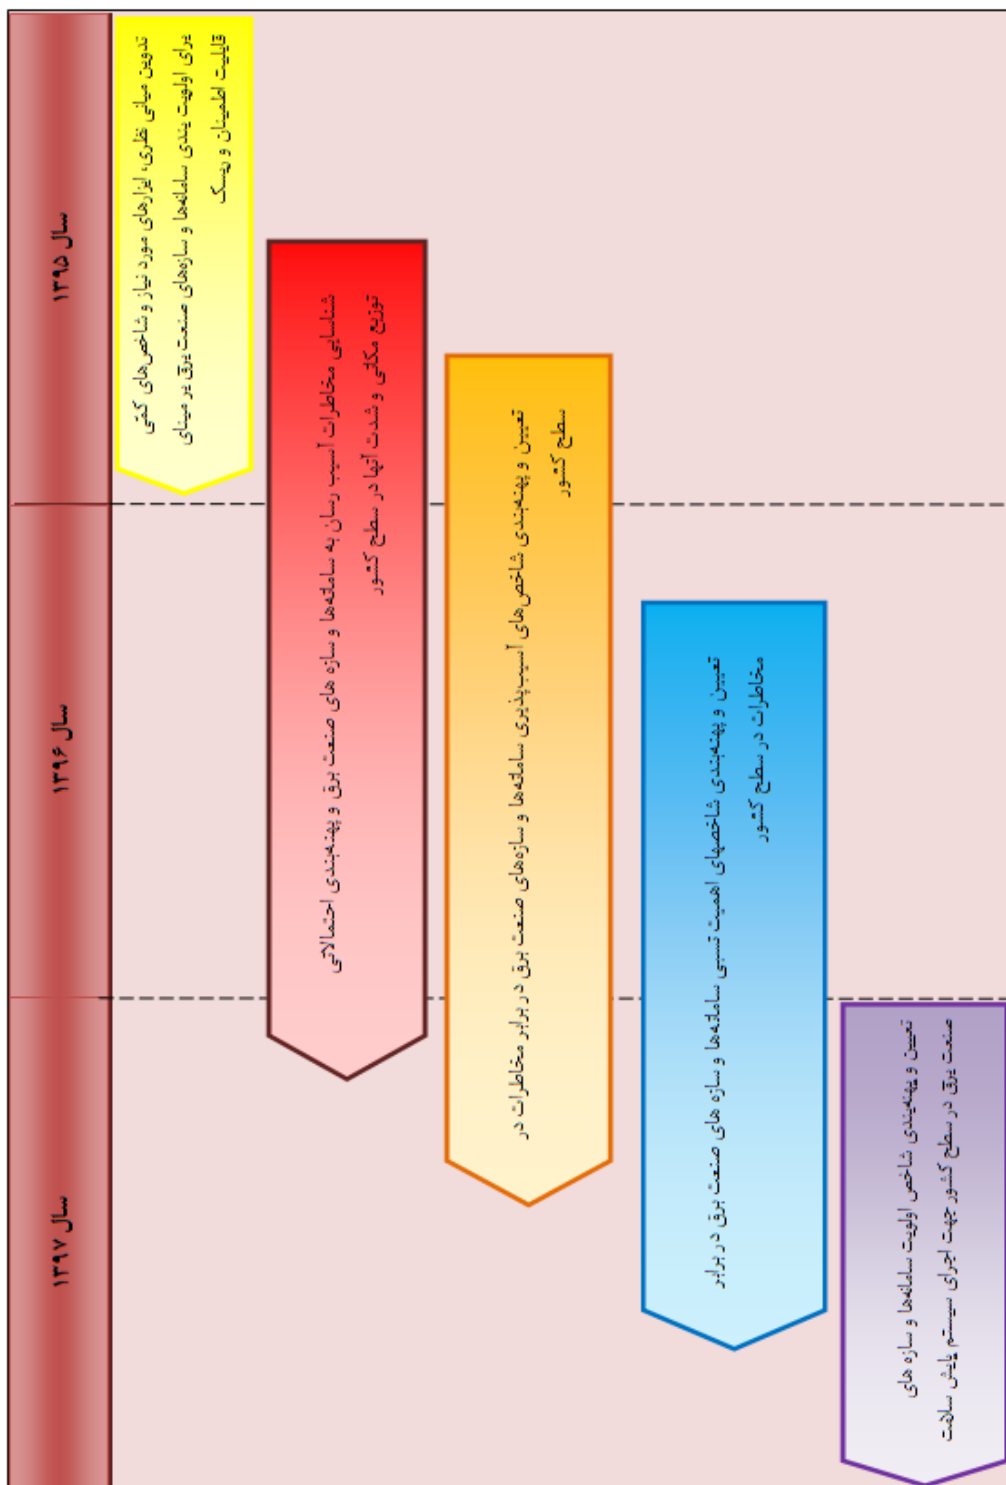 سال ۱۳۹۵
سال ۱۳۹۶
سال ۱۳۹۷
تدوین مبانی نظری، ابزارهای مورد نیاز و شاخص‌های کمّی
برای اولویت بندی سامانه‌ها و سازه‌های صنعت برق بر مبنای
قابلیت اطمینان و ریسک
شناسایی مخاطرات آسیب رسان به سامانه‌ها و سازه های صنعت برق و پهنه‌بندی احتمالاتی
توزیع مکانی و شدت آنها در سطح کشور
تعیین و پهنه‌بندی شاخص‌های آسیب‌پذیری سامانه‌ها و سازه‌های صنعت برق در برابر مخاطرات در
سطح کشور
تعیین و پهنه‌بندی شاخصهای اهمیت نسبی سامانه‌ها و سازه های صنعت برق در برابر
مخاطرات در سطح کشور
تعیین و پهنه‌بندی شاخص اولویت سامانه‌ها و سازه های
صنعت برق در سطح کشور جهت اجرای سیستم پایش سلامت